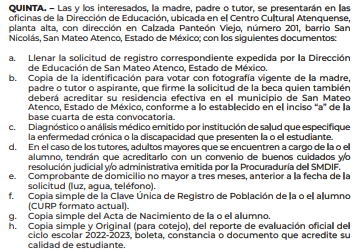 QUINTA. – Las y los interesados, la madre, padre o tutor, se presentarán en las
oficinas de la Dirección de Educación, ubicada en el Centro Cultural Atenquense,
planta alta, con dirección en Calzada Panteón Viejo, número 201, barrio San
Nicolás, San Mateo Atenco, Estado de México; con los siguientes documentos:
a. Llenar la solicitud de registro correspondiente expedida por la Dirección
de Educación de San Mateo Atenco, Estado de México.
b. Copia de la identificación para votar con fotografía vigente de la madre,
padre o tutor o aspirante, que firme la solicitud de la beca quien también
deberá acreditar su residencia efectiva en el municipio de San Mateo
Atenco, Estado de México, conforme a lo establecido en el inciso "a" de la
base cuarta de esta convocatoria.
c. Diagnóstico o análisis médico emitido por institución de salud que especifique
la enfermedad crónica o la discapacidad que presenten la o el estudiante.
d. En el caso de los tutores, adultos mayores que se encuentren a cargo de la o el
alumno, tendrán que acreditarlo con un convenio de buenos cuidados y/o
resolución judicial y/o administrativa emitida por la Procuraduría del SMDIF.
e. Comprobante de domicilio no mayor a tres meses, anterior a la fecha de la
solicitud (luz, agua, teléfono).
f. Copia simple de la Clave Única de Registro de Población de la o el alumno
(CURP formato actual).
g. Copia simple del Acta de Nacimiento de la o el alumno.
h. Copia simple y Original (para cotejo), del reporte de evaluación oficial del
ciclo escolar 2022-2023, boleta, constancia o documento que acredite su
calidad de estudiante.